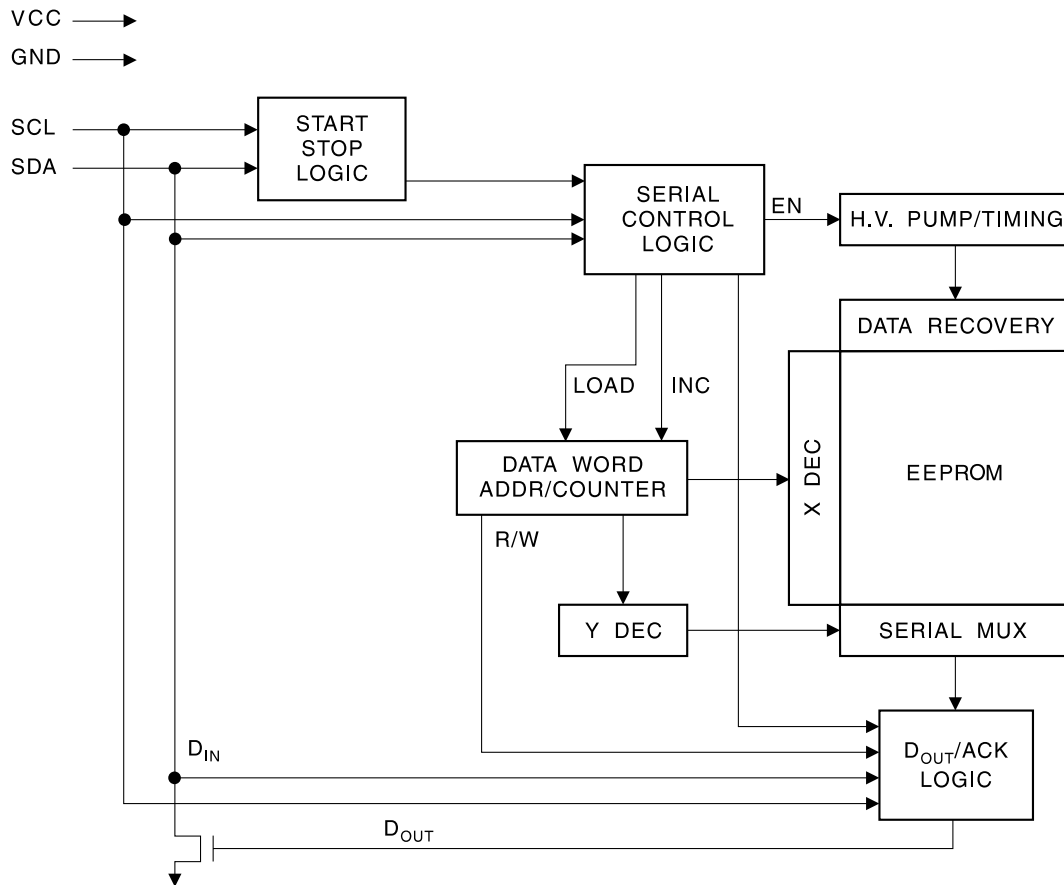 VCC
GND
SCL
SDA
START
STOP
LOGIC
SERIAL
CONTROL
LOGIC
EN
H.V. PUMP/TIMING
DATA RECOVERY
LOAD
INC
DATA WORD
ADDR/COUNTER
X DEC
EEPROM
R/W
Y DEC
SERIAL MUX
DIN
DOUT/ACK
LOGIC
DOUT